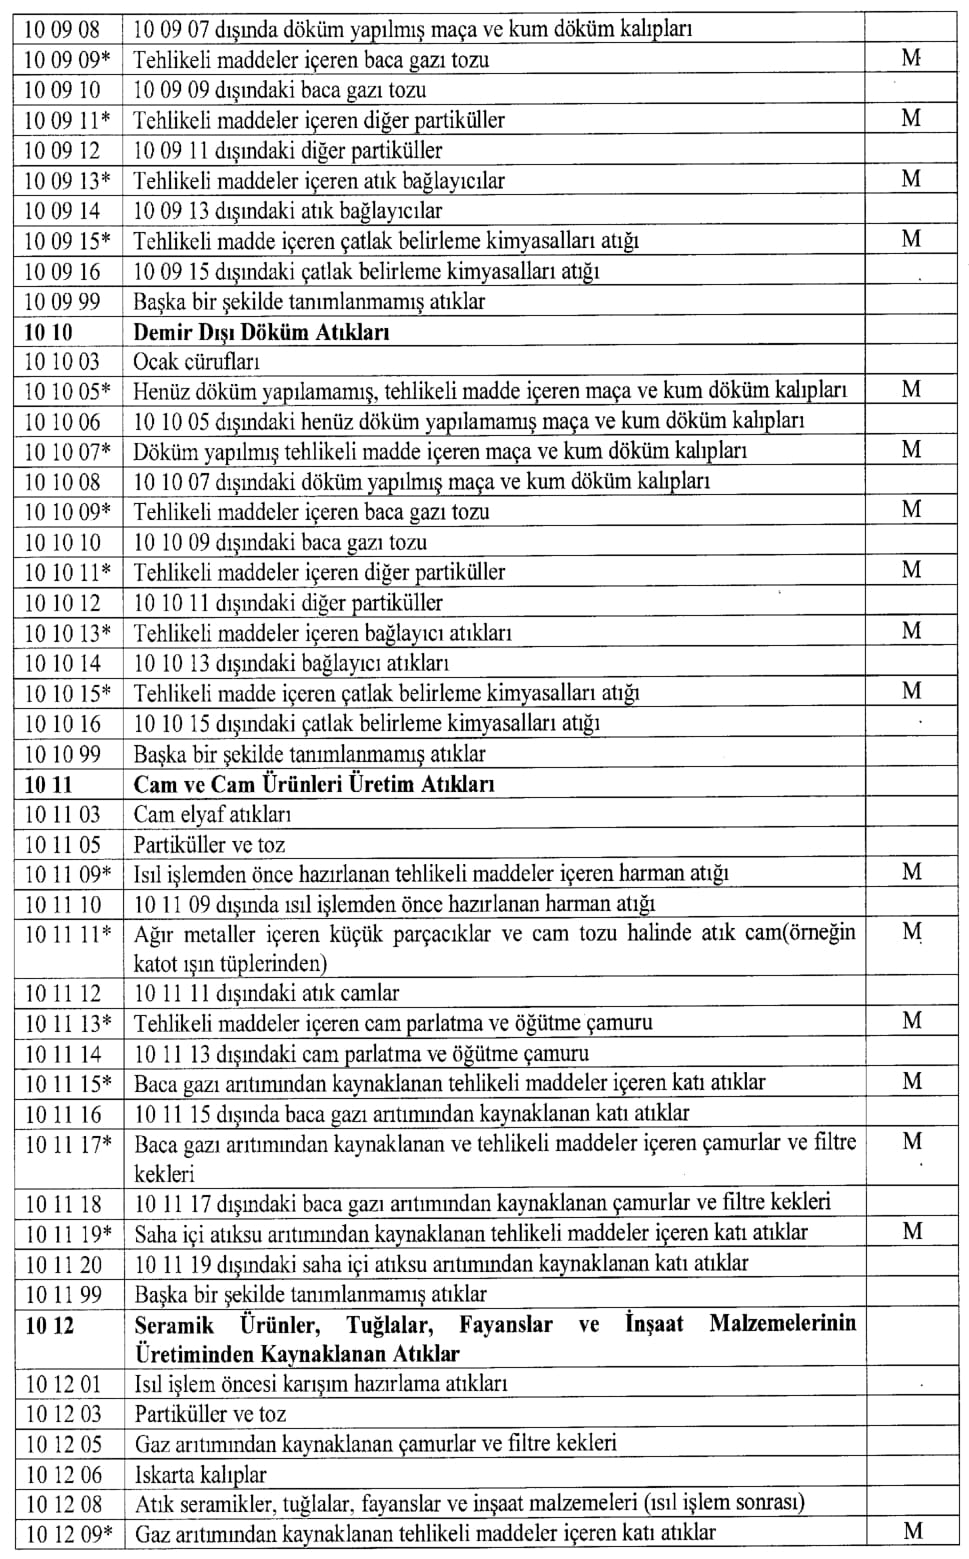 10 09 08 10 09 07 dışında döküm yapılmış maça ve kum döküm kalıpları
10 09 09* Tehlikeli maddeler içeren baca gazı tozu M
10 09 10 10 09 09 dışındaki baca gazı tozu
10 09 11* Tehlikeli maddeler içeren diğer partiküller M
10 09 12 10 09 11 dışındaki diğer partiküller
10 09 13* Tehlikeli maddeler içeren atık bağlayıcılar M
10 09 14 10 09 13 dışındaki atık bağlayıcılar
10 09 15* Tehlikeli madde içeren çatlak belirleme kimyasalları atığı M
10 09 16 10 09 15 dışındaki çatlak belirleme kimyasalları atığı
10 09 99 Başka bir şekilde tanımlanmamış atıklar
10 10 Demir Dışı Döküm Atıkları
10 10 03 Ocak cürufları
10 10 05* Henüz döküm yapılamamış, tehlikeli madde içeren maça ve kum döküm kalıpları M
10 10 06 10 10 05 dışındaki henüz döküm yapılamamış maça ve kum döküm kalıpları
10 10 07* Döküm yapılmış tehlikeli madde içeren maça ve kum döküm kalıpları M
10 10 08 10 10 07 dışındaki döküm yapılmış maça ve kum döküm kalıpları
10 10 09* Tehlikeli maddeler içeren baca gazı tozu M
10 10 10 10 10 09 dışındaki baca gazı tozu
10 10 11* Tehlikeli maddeler içeren diğer partiküller M
10 10 12 10 10 11 dışındaki diğer partiküller
10 10 13* Tehlikeli maddeler içeren bağlayıcı atıkları M
10 10 14 10 10 13 dışındaki bağlayıcı atıkları
10 10 15* Tehlikeli madde içeren çatlak belirleme kimyasalları atığı M
10 10 16 10 10 15 dışındaki çatlak belirleme kimyasalları atığı
10 10 99 Başka bir şekilde tanımlanmamış atıklar
10 11 Cam ve Cam Ürünleri Üretim Atıkları
10 11 03 Cam elyaf atıkları
10 11 05 Partiküller ve toz
10 11 09* Isıl işlemden önce hazırlanan tehlikeli maddeler içeren harman atığı M
10 11 10 10 11 09 dışında ısıl işlemden önce hazırlanan harman atığı
10 11 11* Ağır metaller içeren küçük parçacıklar ve cam tozu halinde atık cam(örneğin M
katot ışın tüplerinden)
10 11 12 10 11 11 dışındaki atık camlar
10 11 13* Tehlikeli maddeler içeren cam parlatma ve öğütme çamuru M
10 11 14 10 11 13 dışındaki cam parlatma ve öğütme çamuru
10 11 15* Baca gazı arıtımından kaynaklanan tehlikeli maddeler içeren katı atıklar M
10 11 16 10 11 15 dışında baca gazı arıtımından kaynaklanan katı atıklar
10 11 17* Baca gazı arıtımından kaynaklanan ve tehlikeli maddeler içeren çamurlar ve filtre M
kekleri
10 11 18 10 11 17 dışındaki baca gazı arıtımından kaynaklanan çamurlar ve filtre kekleri
10 11 19* Saha içi atıksu arıtımından kaynaklanan tehlikeli maddeler içeren katı atıklar M
10 11 20 10 11 19 dışındaki saha içi atıksu arıtımından kaynaklanan katı atıklar
10 11 99 Başka bir şekilde tanımlanmamış atıklar
10 12 Seramik Ürünler, Tuğlalar, Fayanslar ve İnşaat Malzemelerinin
Üretiminden Kaynaklanan Atıklar
10 12 01 Isıl işlem öncesi karışım hazırlama atıkları
10 12 03 Partiküller ve toz
10 12 05 Gaz arıtımından kaynaklanan çamurlar ve filtre kekleri
10 12 06 Iskarta kalıplar
10 12 08 Atık seramikler, tuğlalar, fayanslar ve inşaat malzemeleri (ısıl işlem sonrası)
10 12 09* Gaz arıtımından kaynaklanan tehlikeli maddeler içeren katı atıklar M